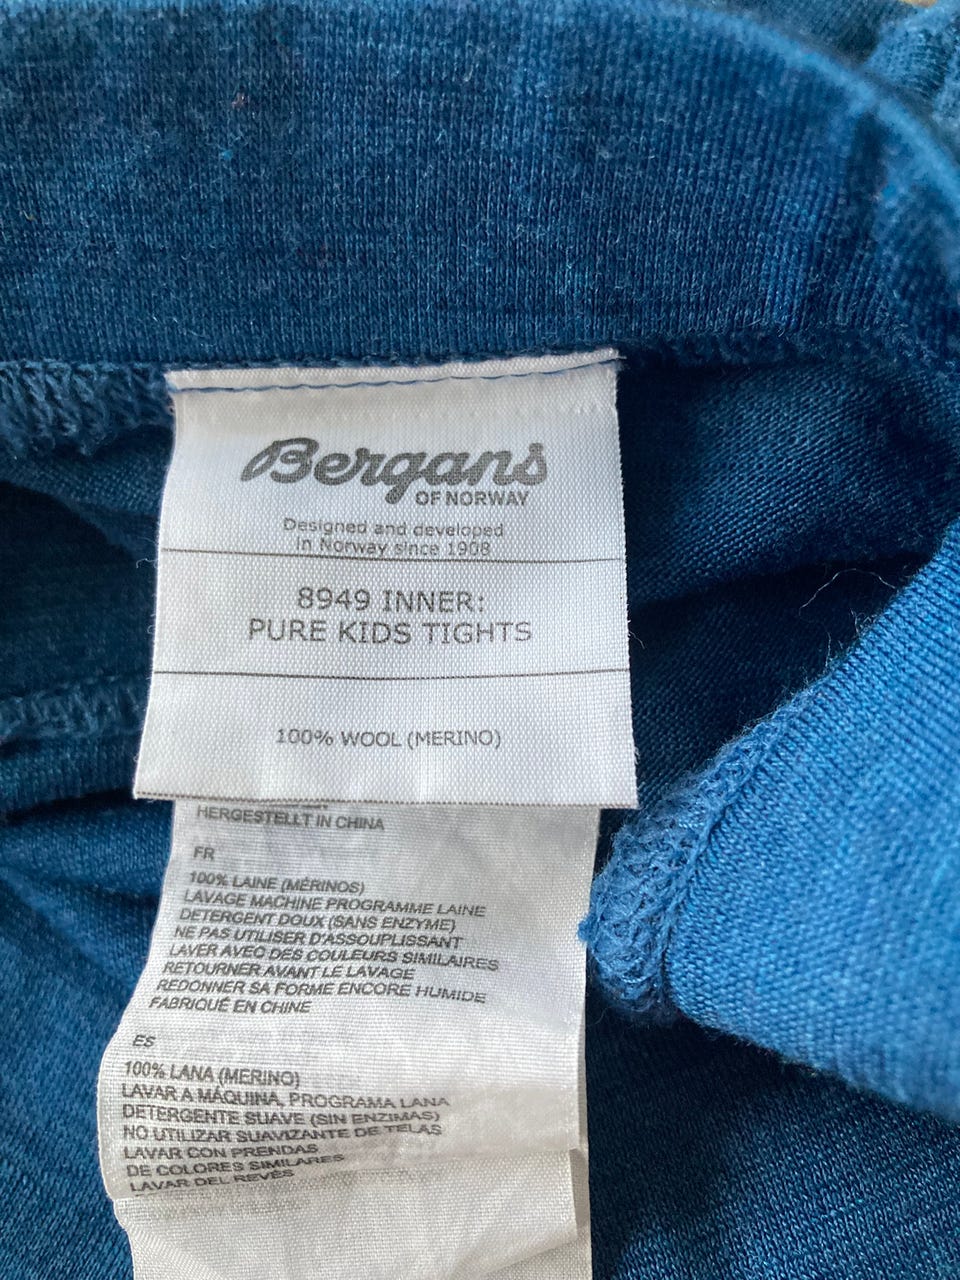 Bergans
OF NORWAY
Designed and developed
in Norway since 1908
8949 INNER:
PURE KIDS TIGHTS
100% WOOL (MERINO)
HERGESTELLT IN CHINA
FR
100% LAINE (MÉRINOS)
LAVAGE MACHINE PROGRAMME LAINE
DETERGENT DOUX (SANS ENZYME)
NE PAS UTILISER D'ASSOUPLISSANT
LAVER AVEC DES COULEURS SIMILAIRES
RETOURNER AVANT LE LAVAGE
REDONNER SA FORME ENCORE HUMIDE
FABRIQUÉ EN CHINE
ES
100% LANA (MERINO)
LAVAR A MÁQUINA, PROGRAMA LANA
DETERGENTE SUAVE (SIN ENZIMAS)
NO UTILIZAR SUAVIZANTE DE TELAS
LAVAR CON PRENDAS
DE COLORES SIMILARES
LAVAR DEL REVÉS